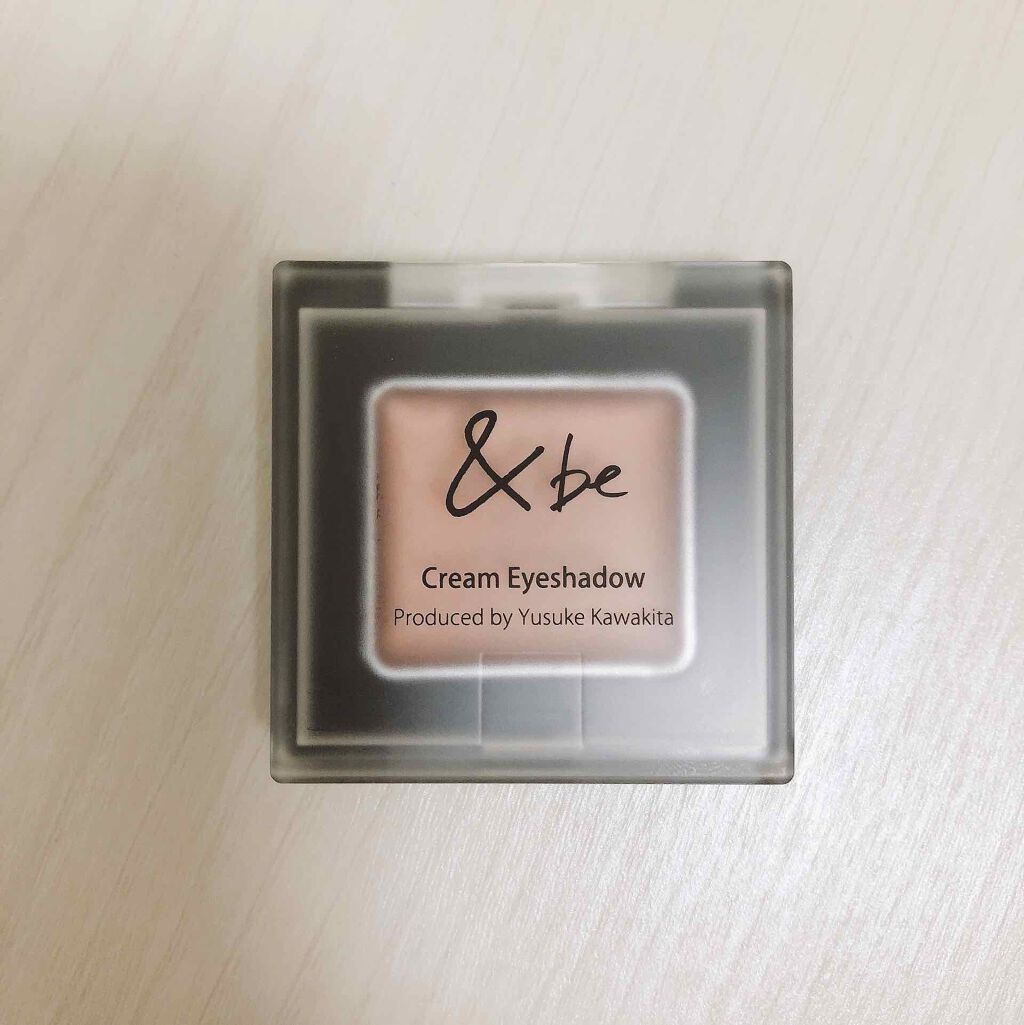 & be
Cream Eyeshadow
Produced by Yusuke Kawakita